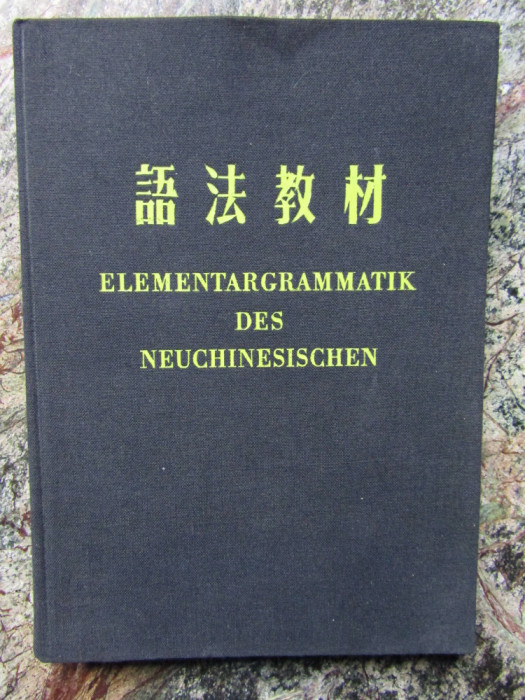 語法教材
ELEMENTARGRAMMATIK
DES
NEUCHINESISCHEN